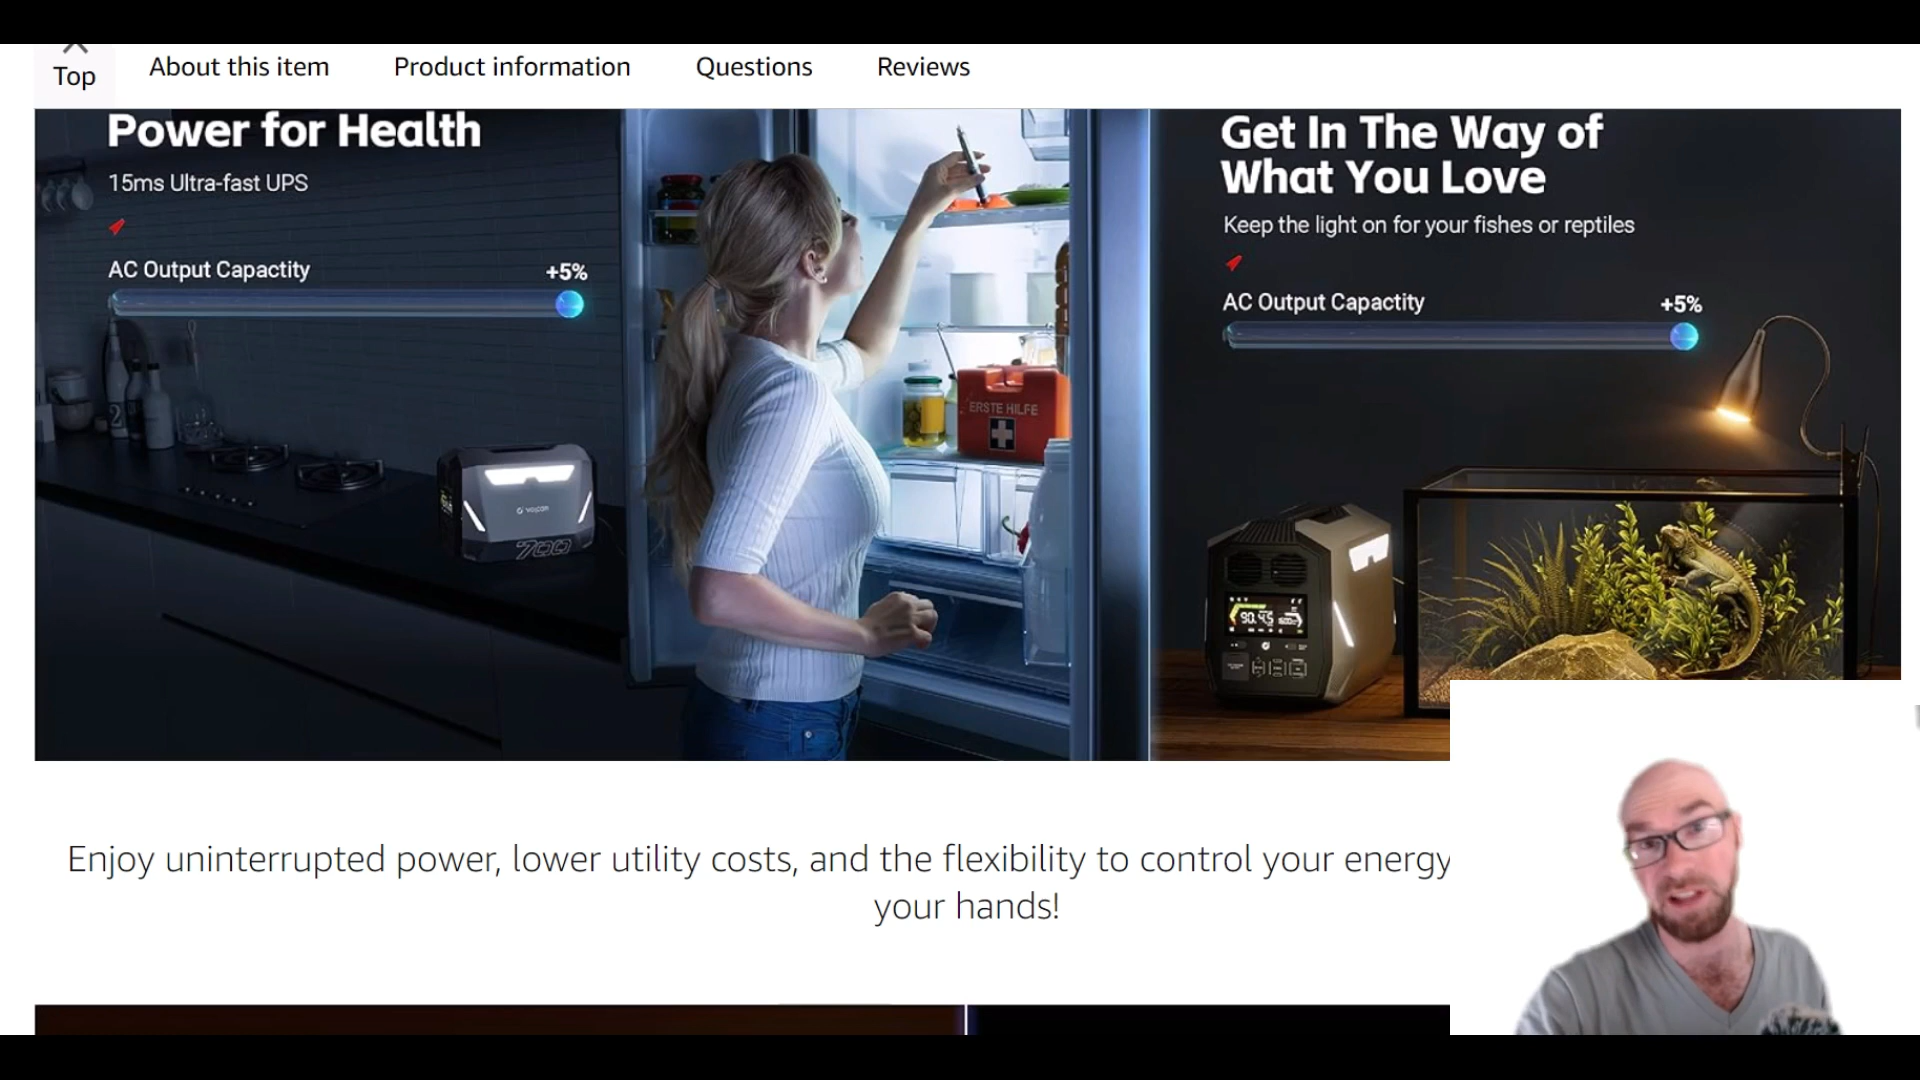 Top
About this item
Product information
Questions
Reviews
Power for Health
15ms Ultra-fast UPS
AC Output Capactity
+5%
ERSTE HILFE
700
Get In The Way of
What You Love
Keep the light on for your fishes or reptiles
AC Output Capactity
+5%
Enjoy uninterrupted power, lower utility costs, and the flexibility to control your energy
your hands!